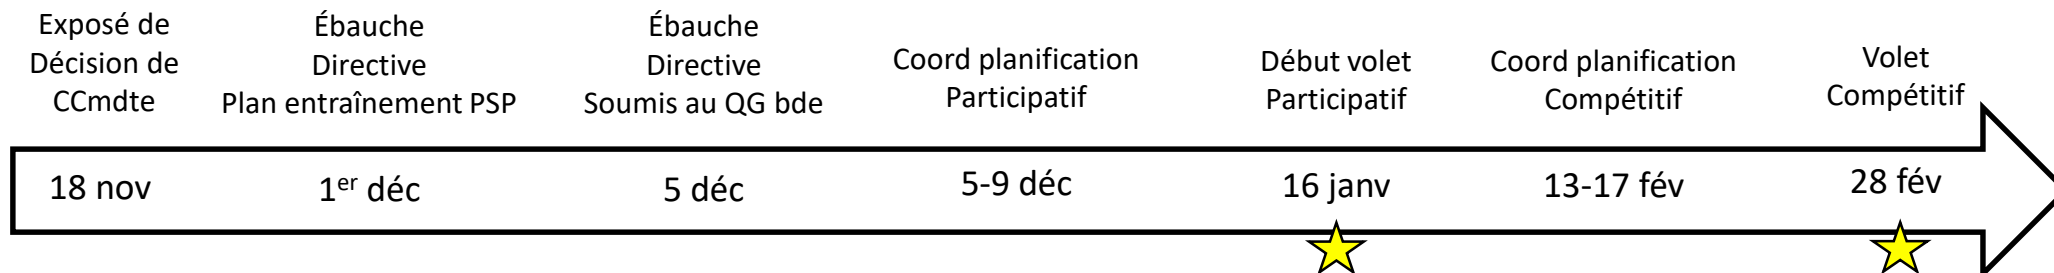 Exposé de
Décision de
CCmdte
Ébauche
Directive
Plan entraînement PSP
Ébauche
Directive
Soumis au QG bde
Coord planification
Participatif
Début volet
Participatif
Coord planification
Compétitif
Volet
Compétitif
18 nov
1er déc
5 déc
5-9 déc
16 janv
13-17 fév
28 fév